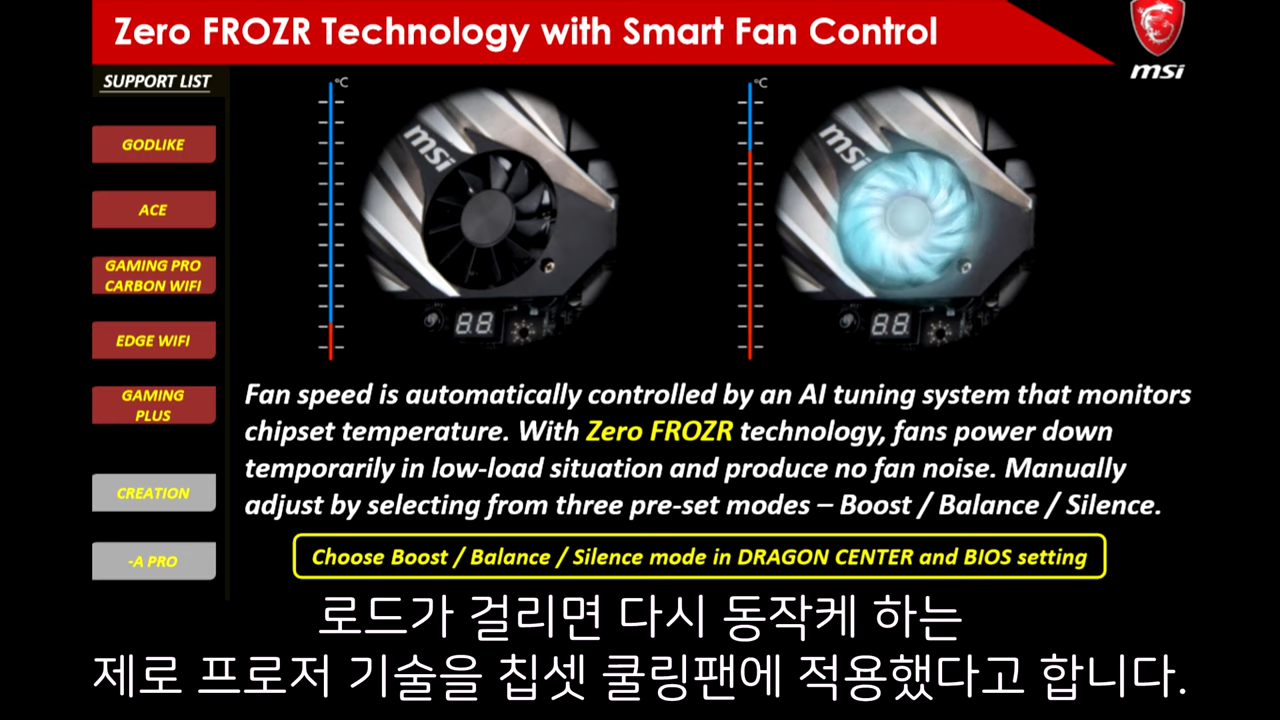 Zero FROZR Technology with Smart Fan Control
msi
SUPPORT LIST
GODLIKE
ACE
GAMING PRO
CARBON WIFI
EDGE WIFI
GAMING
PLUS
CREATION
-A PRO
°C
msi
88
°C
msi
88
Fan speed is automatically controlled by an AI tuning system that monitors
chipset temperature. With Zero FROZR technology, fans power down
temporarily in low-load situation and produce no fan noise. Manually
adjust by selecting from three pre-set modes – Boost / Balance / Silence.
Choose Boost / Balance / Silence mode in DRAGON CENTER and BIOS setting
로드가 걸리면 다시 동작케 하는
제로 프로저 기술을 칩셋 쿨링팬에 적용했다고 합니다.